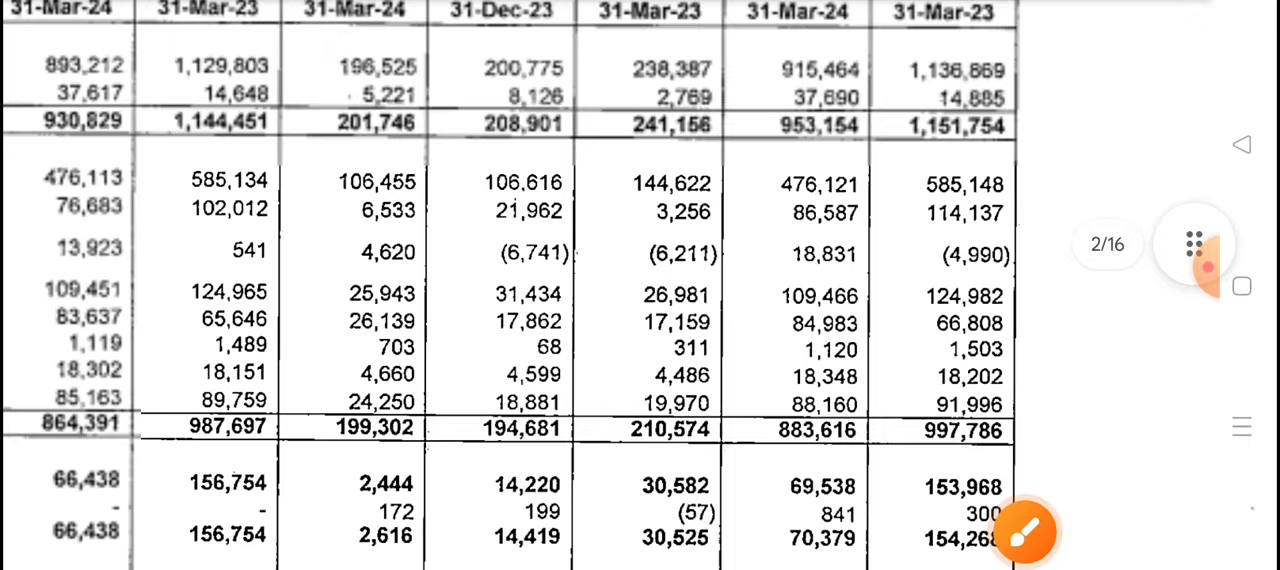 31-Mar-24 31-Mar-23 31-Mar-24 31-Dec-23 31-Mar-23 31-Mar-24 31-Mar-23
893,212 1,129,803 196,525 200,775 238,387 915,464 1,136,869
37,617 14,648 5,221 8,126 2,769 37,690 14,885
930,829 1,144,451 201,746 208,901 241,156 953,154 1,151,754
476,113 585,134 106,455 106,616 144,622 476,121 585,148
76,683 102,012 6,533 21,962 3,256 86,587 114,137
13,923 541 4,620 (6,741) (6,211) 18,831 (4,990)
109,451 124,965 25,943 31,434 26,981 109,466 124,982
83,637 65,646 26,139 17,862 17,159 84,983 66,808
1,119 1,489 703 68 311 1,120 1,503
18,302 18,151 4,660 4,599 4,486 18,348 18,202
85,163 89,759 24,250 18,881 19,970 88,160 91,996
864,391 987,697 199,302 194,681 210,574 883,616 997,786
66,438 156,754 2,444 14,220 30,582 69,538 153,968
- - 172 199 (57) 841 300
66,438 156,754 2,616 14,419 30,525 70,379 154,268
2/16